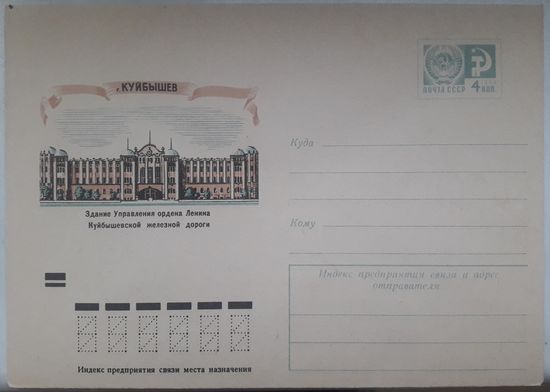 г. КУЙБЫШЕВ
Здание Управления ордена Ленина
Куйбышевской железной дороги
ПОЧТА СССР
4 КОП.
Куда
Кому
Индекс предприятия связи и адрес
отправителя
Индекс предприятия связи места назначения